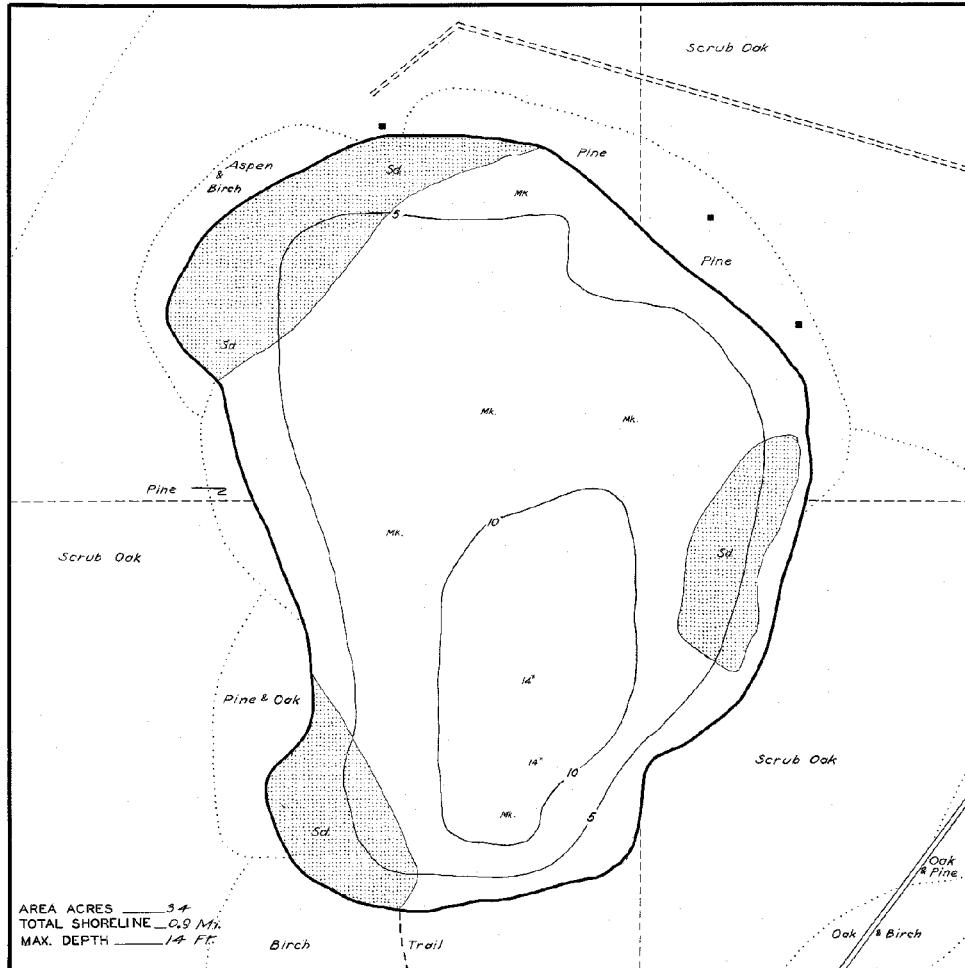 Scrub Oak
Pine
Aspen
&
Birch
Sd.
Mk
5
Pine
Sd
Mk.
Mk.
Pine
10
Mk.
Scrub Oak
Sd
14"
Pine & Oak
14"
10
Scrub Oak
Mk.
5
Sd.
Oak
& Pine
AREA ACRES 34
TOTAL SHORELINE 0.9 Mi.
MAX. DEPTH 14 Ft.
Birch
Trail
Oak & Birch